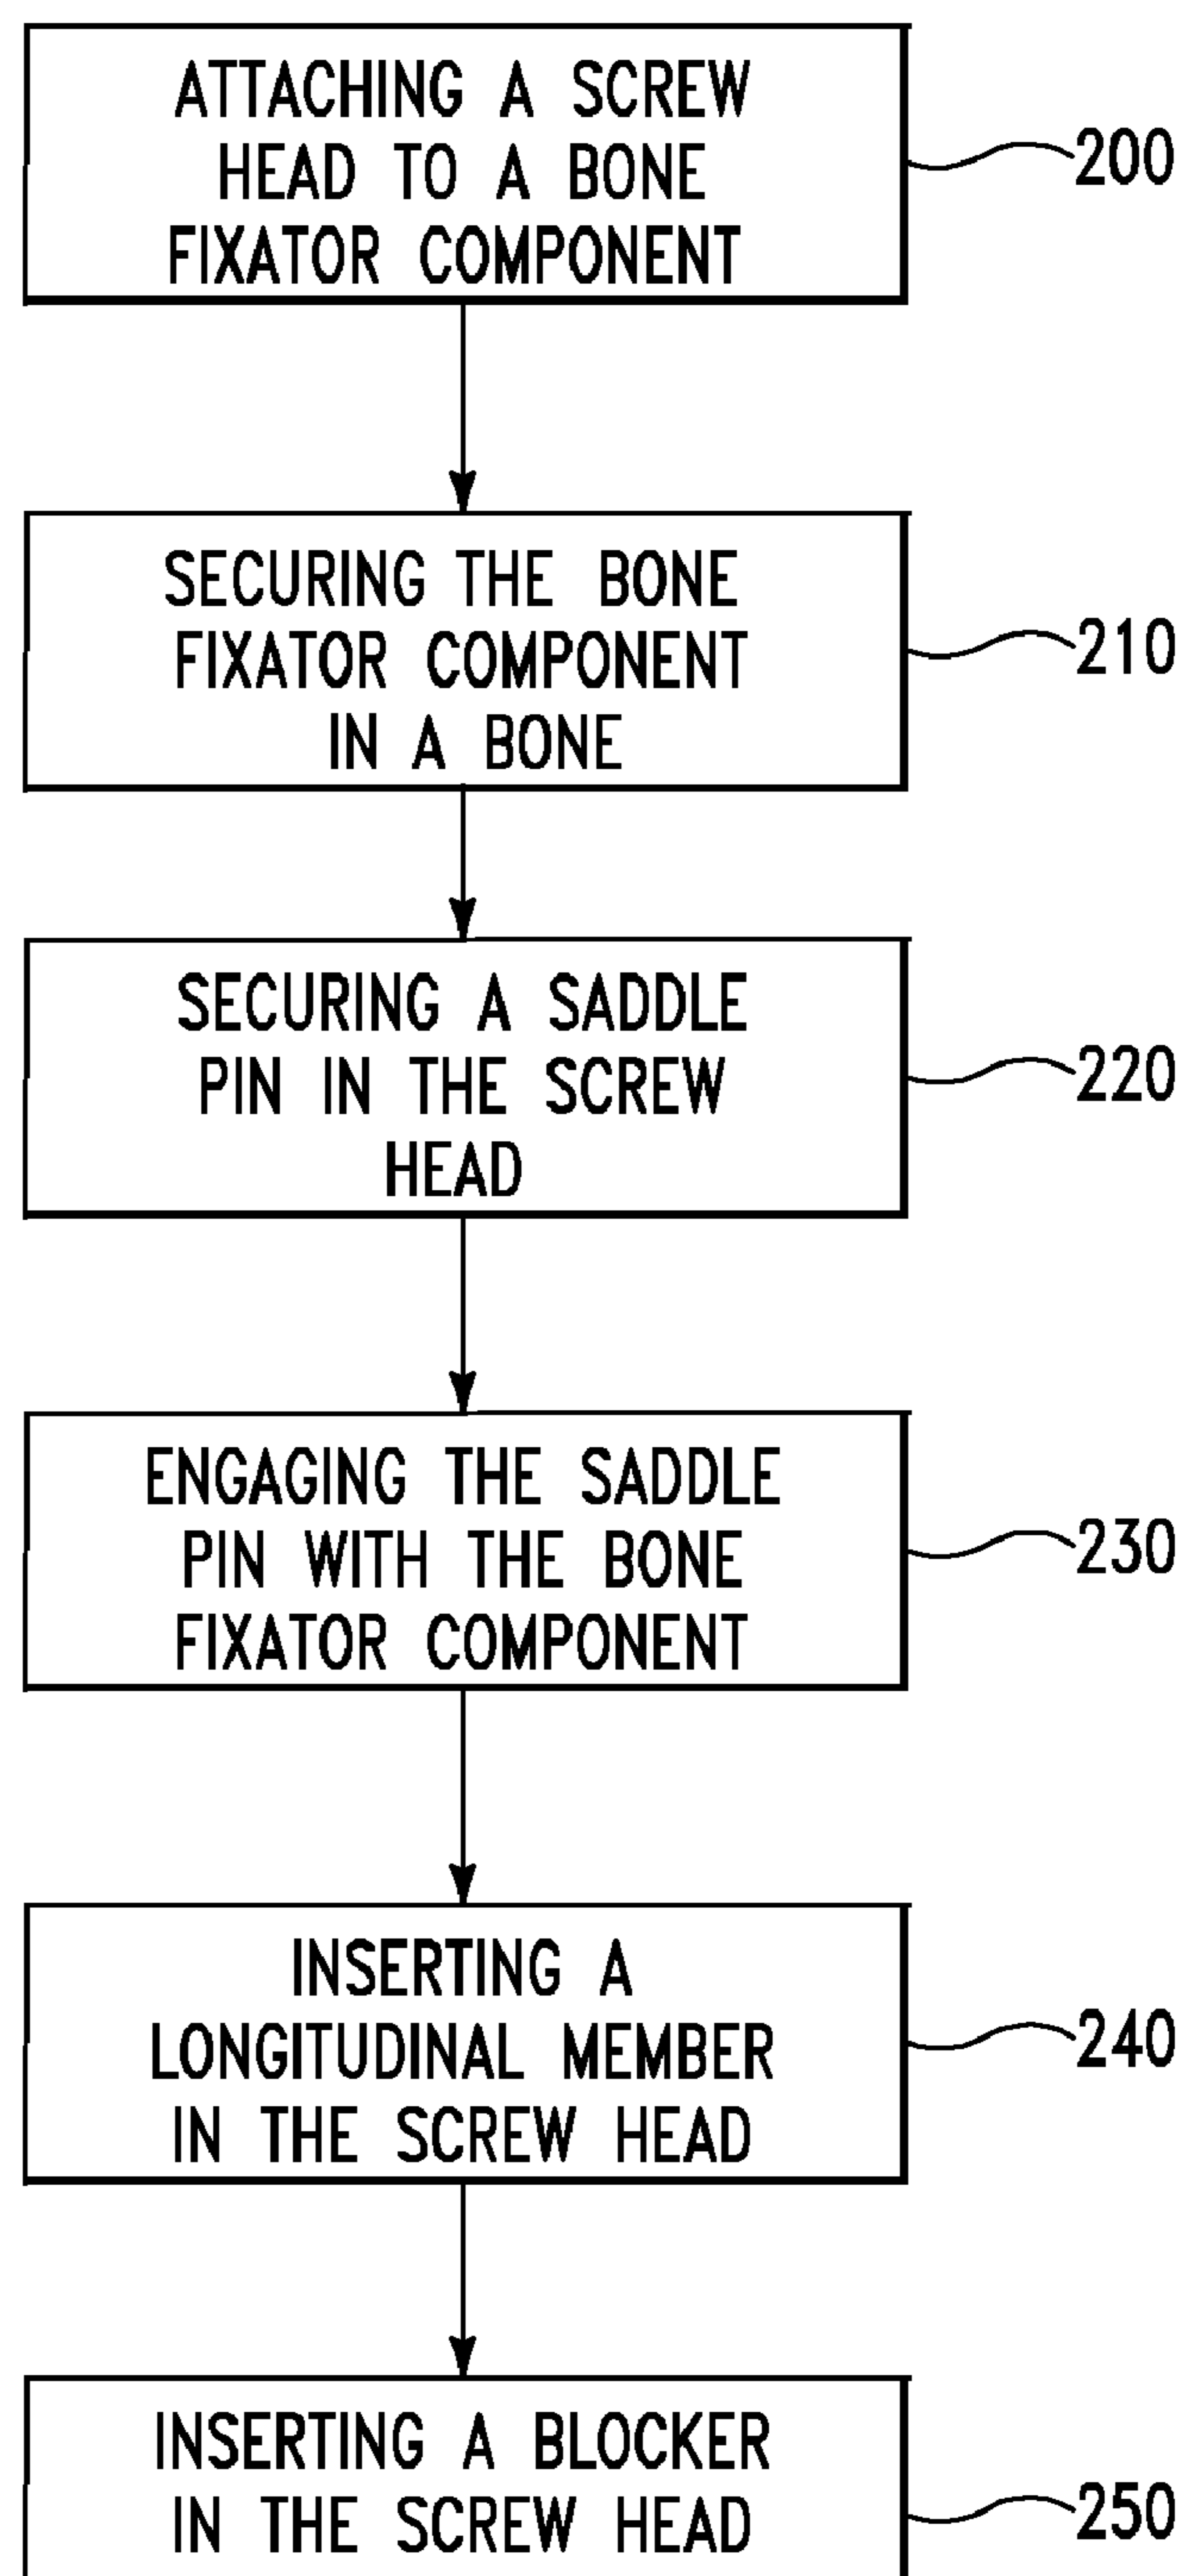 ATTACHING A SCREW
HEAD TO A BONE
FIXATOR COMPONENT
200
SECURING THE BONE
FIXATOR COMPONENT
IN A BONE
210
SECURING A SADDLE
PIN IN THE SCREW
HEAD
220
ENGAGING THE SADDLE
PIN WITH THE BONE
FIXATOR COMPONENT
230
INSERTING A
LONGITUDINAL MEMBER
IN THE SCREW HEAD
240
INSERTING A BLOCKER
IN THE SCREW HEAD
250